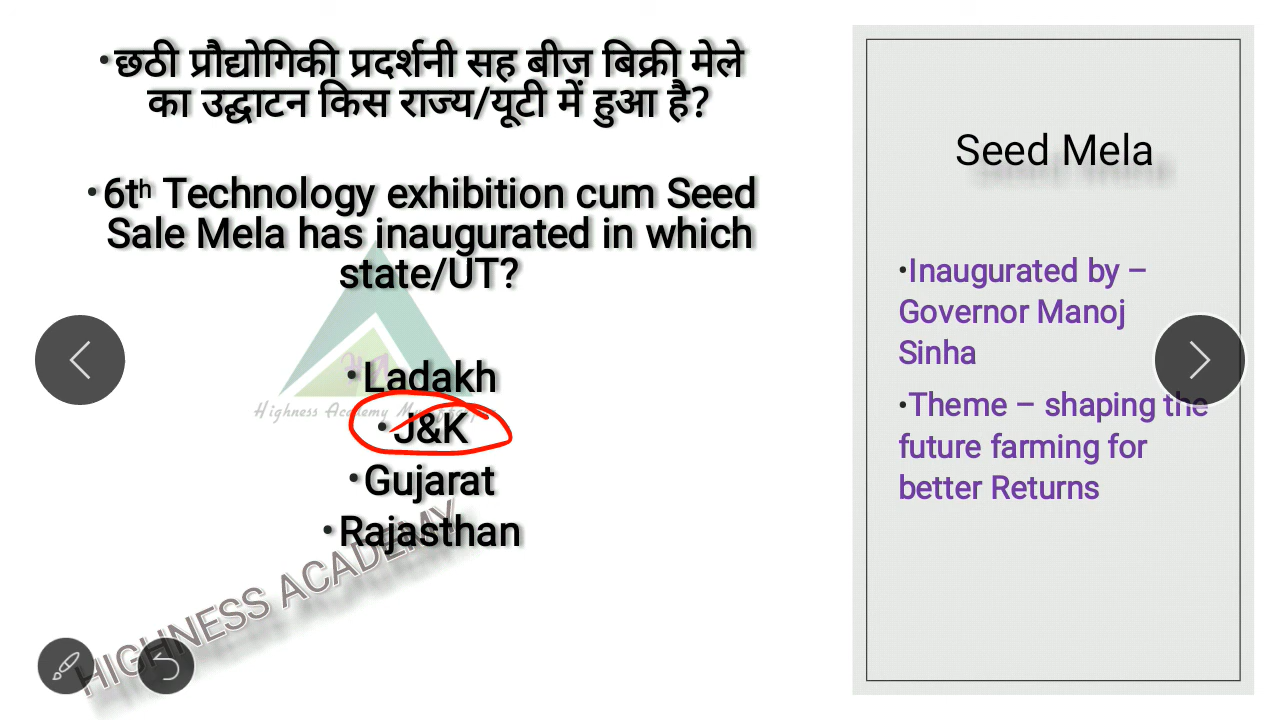 •छठी प्रौद्योगिकी प्रदर्शनी सह बीज बिक्री मेले
का उद्घाटन किस राज्य/यूटी में हुआ है?
•6th Technology exhibition cum Seed
Sale Mela has inaugurated in which
state/UT?
•Ladakh
•J&K
•Gujarat
•Rajasthan
Highness Academy
HIGHNESS ACADEMY
Seed Mela
•Inaugurated by –
Governor Manoj
Sinha
•Theme – shaping the
future farming for
better Returns